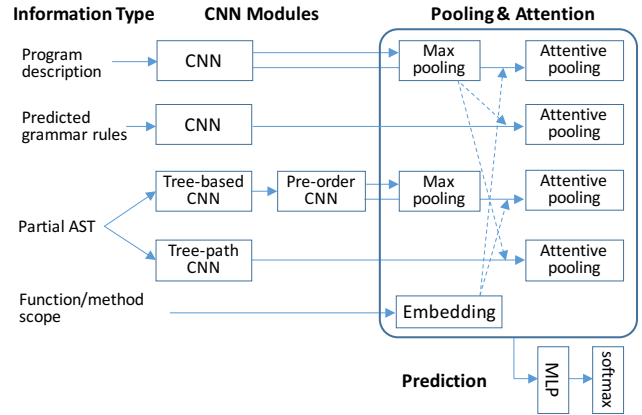 Information Type
CNN Modules
Pooling & Attention
Program
description
CNN
Max
pooling
Attentive
pooling
Predicted
grammar rules
CNN
Attentive
pooling
Partial AST
Tree-based
CNN
Pre-order
CNN
Max
pooling
Attentive
pooling
Tree-path
CNN
Attentive
pooling
Function/method
scope
Embedding
Prediction
MLP
softmax